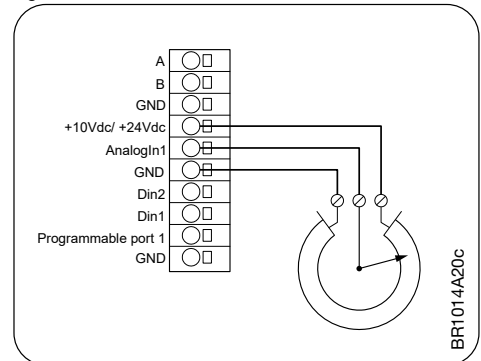 A
B
GND
+10Vdc/ +24Vdc
AnalogIn1
GND
Din2
Din1
Programmable port 1
GND
BR1014A20c